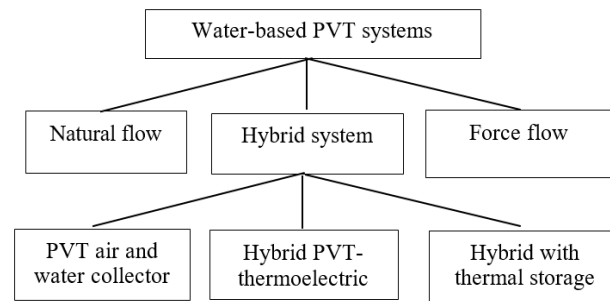 Water-based PVT systems
Natural flow
Hybrid system
Force flow
PVT air and
water collector
Hybrid PVT-
thermoelectric
Hybrid with
thermal storage